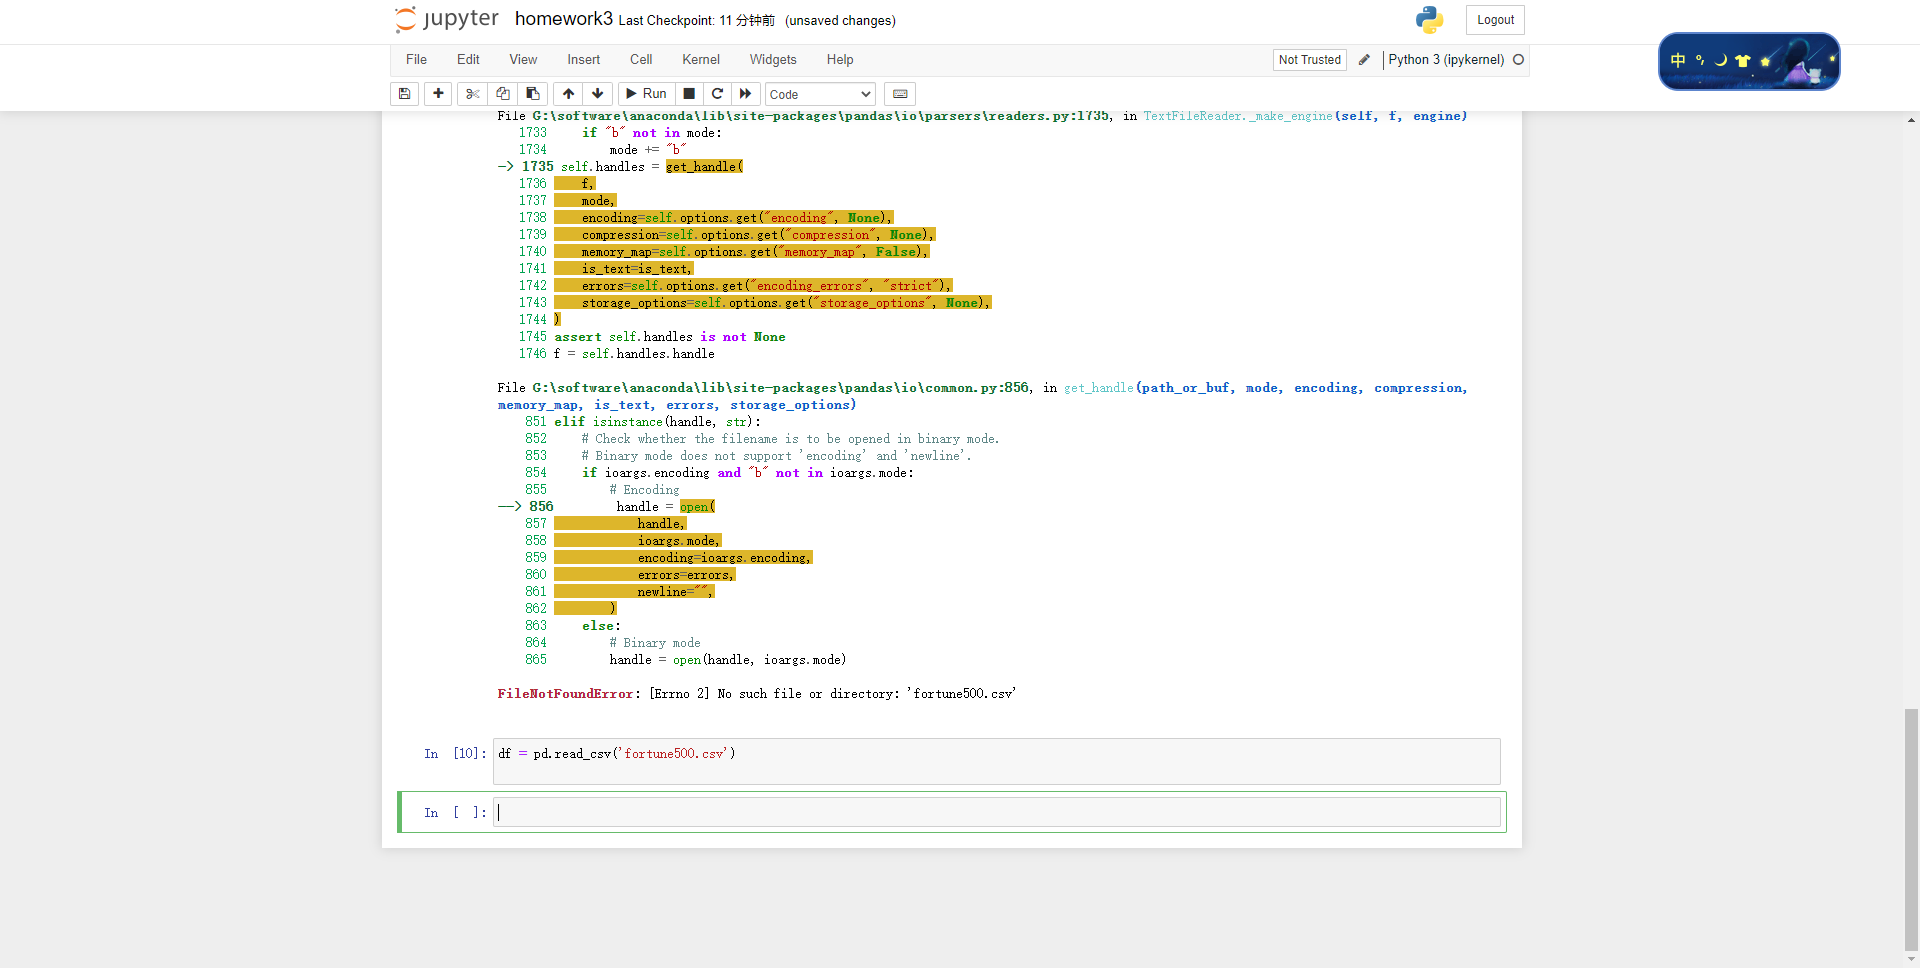 jupyter homework3 Last Checkpoint: 11 分钟前 (unsaved changes)
Logout
File Edit View Insert Cell Kernel Widgets Help
Not Trusted Python 3 (ipykernel)
中
Run Code
File G:\software\anaconda\lib\site-packages\pandas\io\parsers\readers.py:1735, in TextFileReader._make_engine(self, f, engine)
1733     if "b" not in mode:
1734         mode += "b"
-> 1735 self.handles = get_handle(
1736     f,
1737     mode,
1738     encoding=self.options.get("encoding", None),
1739     compression=self.options.get("compression", None),
1740     memory_map=self.options.get("memory_map", False),
1741     is_text=is_text,
1742     errors=self.options.get("encoding_errors", "strict"),
1743     storage_options=self.options.get("storage_options", None),
1744 )
1745 assert self.handles is not None
1746 f = self.handles.handle
File G:\software\anaconda\lib\site-packages\pandas\io\common.py:856, in get_handle(path_or_buf, mode, encoding, compression,
memory_map, is_text, errors, storage_options)
851 elif isinstance(handle, str):
852     # Check whether the filename is to be opened in binary mode.
853     # Binary mode does not support 'encoding' and 'newline'.
854     if ioargs.encoding and "b" not in ioargs.mode:
855         # Encoding
--> 856         handle = open(
857             handle,
858             ioargs.mode,
859             encoding=ioargs.encoding,
860             errors=errors,
861             newline="",
862         )
863     else:
864         # Binary mode
865         handle = open(handle, ioargs.mode)
FileNotFoundError: [Errno 2] No such file or directory: 'fortune500.csv'
In [10]: df = pd.read_csv('fortune500.csv')
In [ ]: